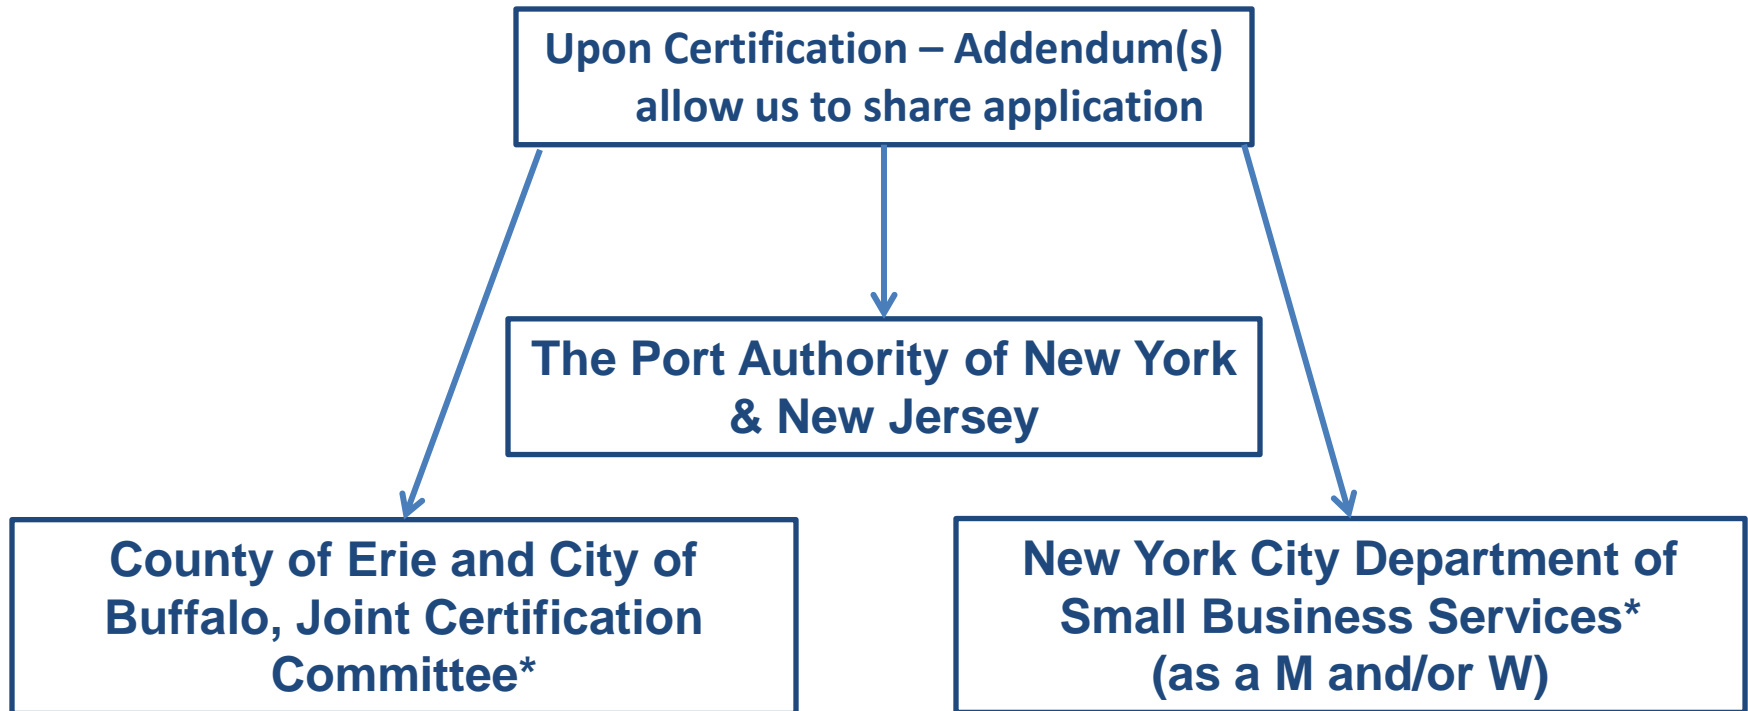 Upon Certification – Addendum(s)
allow us to share application
The Port Authority of New York
& New Jersey
County of Erie and City of
Buffalo, Joint Certification
Committee*
New York City Department of
Small Business Services*
(as a M and/or W)